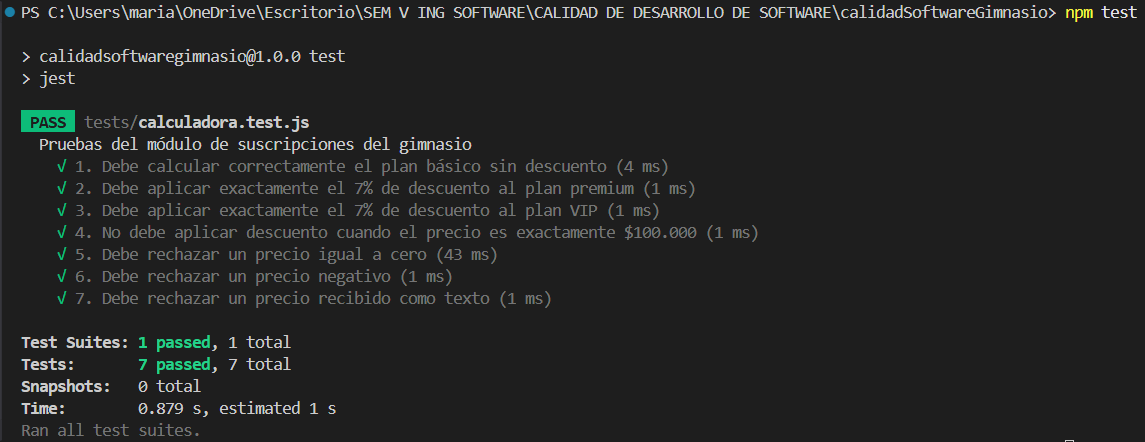 PS C:\Users\maria\OneDrive\Escritorio\SEM V ING SOFTWARE\CALIDAD DE DESARROLLO DE SOFTWARE\calidadSoftwareGimnasio> npm test
> calidadsoftwaregimnasio@1.0.0 test
> jest
PASS tests/calculadora.test.js
Pruebas del módulo de suscripciones del gimnasio
√ 1. Debe calcular correctamente el plan básico sin descuento (4 ms)
√ 2. Debe aplicar exactamente el 7% de descuento al plan premium (1 ms)
√ 3. Debe aplicar exactamente el 7% de descuento al plan VIP (1 ms)
√ 4. No debe aplicar descuento cuando el precio es exactamente $100.000 (1 ms)
√ 5. Debe rechazar un precio igual a cero (43 ms)
√ 6. Debe rechazar un precio negativo (1 ms)
√ 7. Debe rechazar un precio recibido como texto (1 ms)
Test Suites: 1 passed, 1 total
Tests: 7 passed, 7 total
Snapshots: 0 total
Time: 0.879 s, estimated 1 s
Ran all test suites.